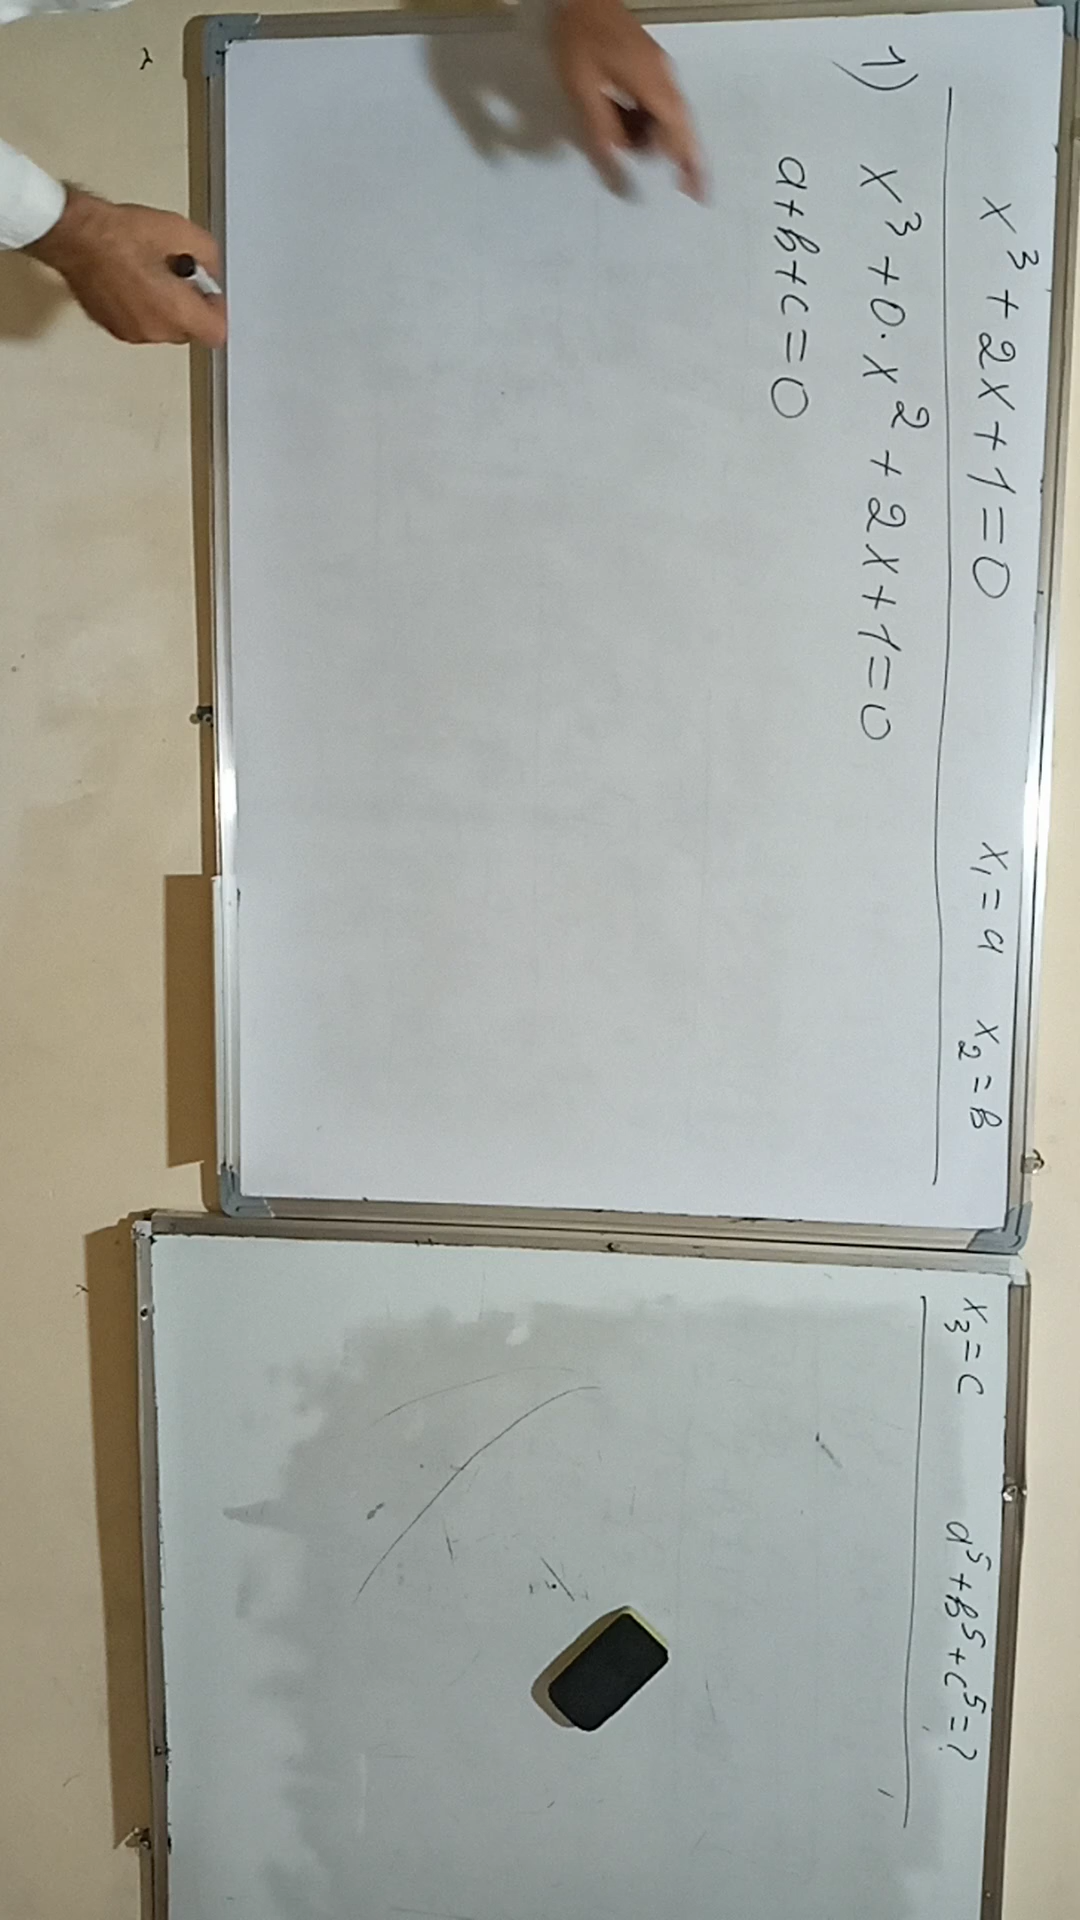 x³+2x+1=0 x₁=a x₂=b x₃=c a⁵+b⁵+c⁵=?
1) x³+0·x²+2x+1=0
a+b+c=0